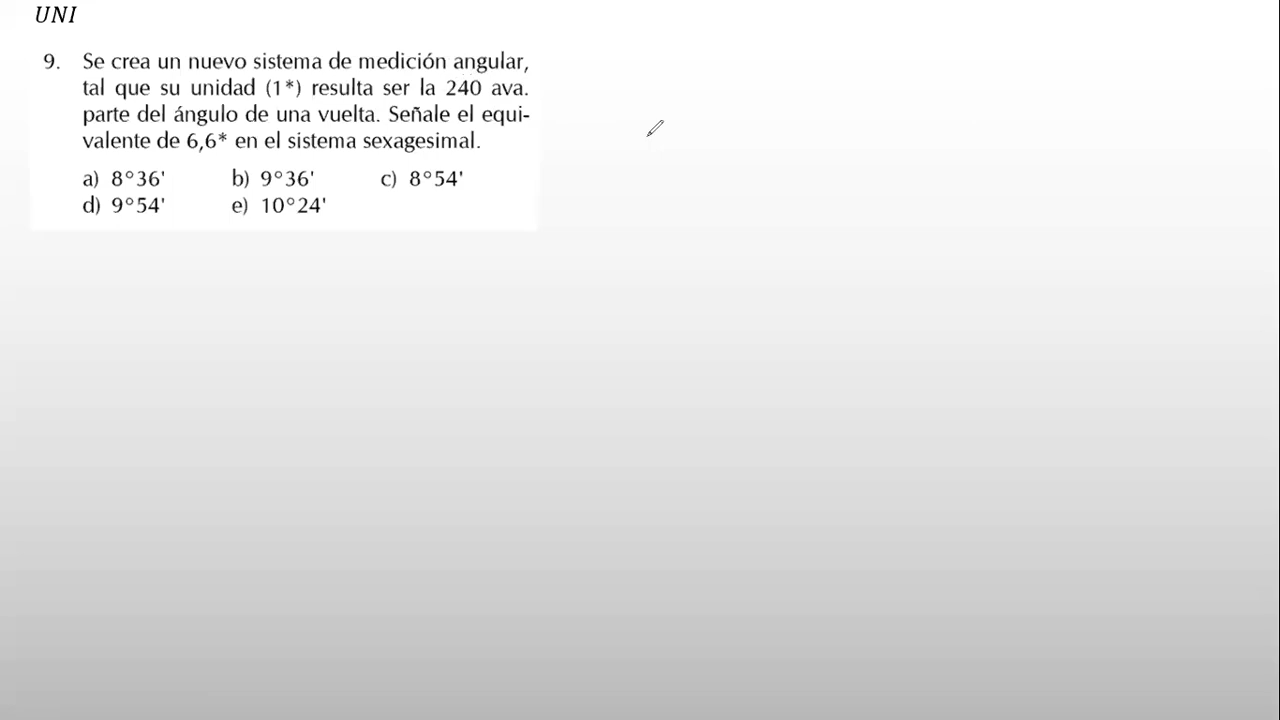 UNI
9. Se crea un nuevo sistema de medición angular,
tal que su unidad (1*) resulta ser la 240 ava.
parte del ángulo de una vuelta. Señale el equi-
valente de 6,6* en el sistema sexagesimal.
a) 8°36' b) 9°36' c) 8°54'
d) 9°54' e) 10°24'